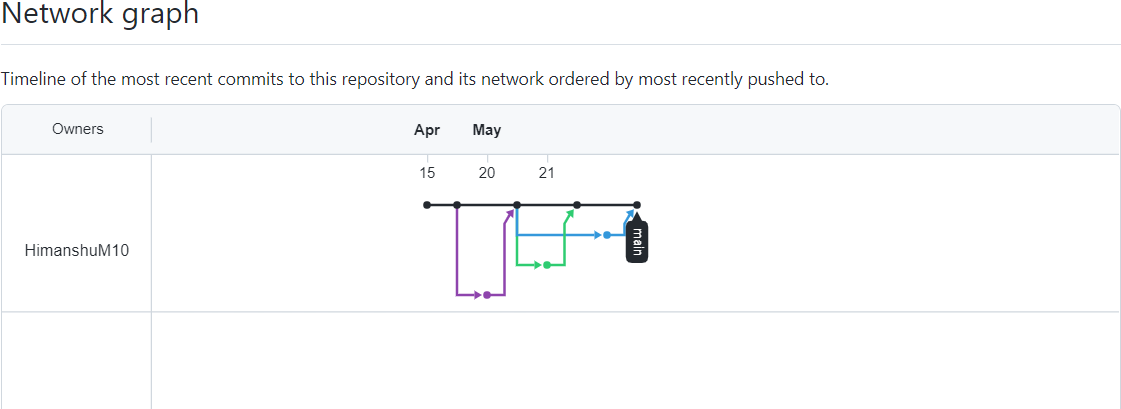 Network graph
Timeline of the most recent commits to this repository and its network ordered by most recently pushed to.
Owners
Apr May
15 20 21
HimanshuM10
main